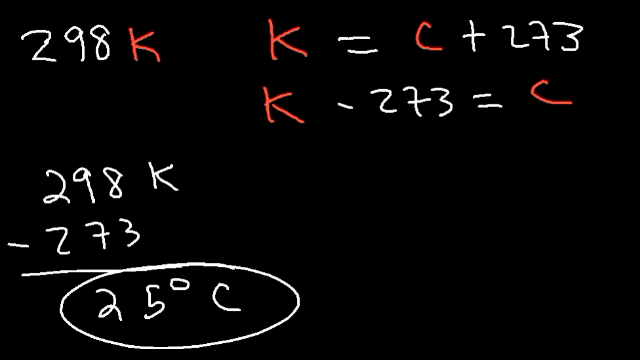 298 K K = C + 273
K - 273 = C
298 K
- 273
25° C